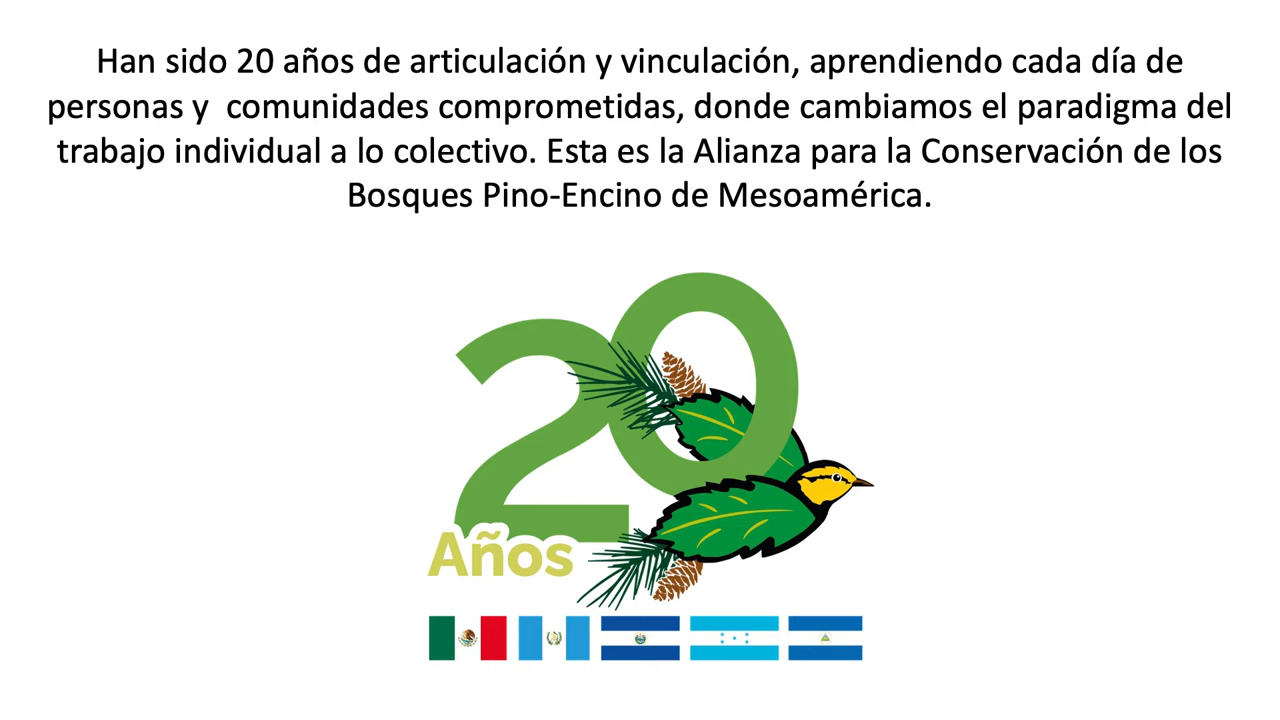 Han sido 20 años de articulación y vinculación, aprendiendo cada día de
personas y  comunidades comprometidas, donde cambiamos el paradigma del
trabajo individual a lo colectivo. Esta es la Alianza para la Conservación de los
Bosques Pino-Encino de Mesoamérica.
20
Años